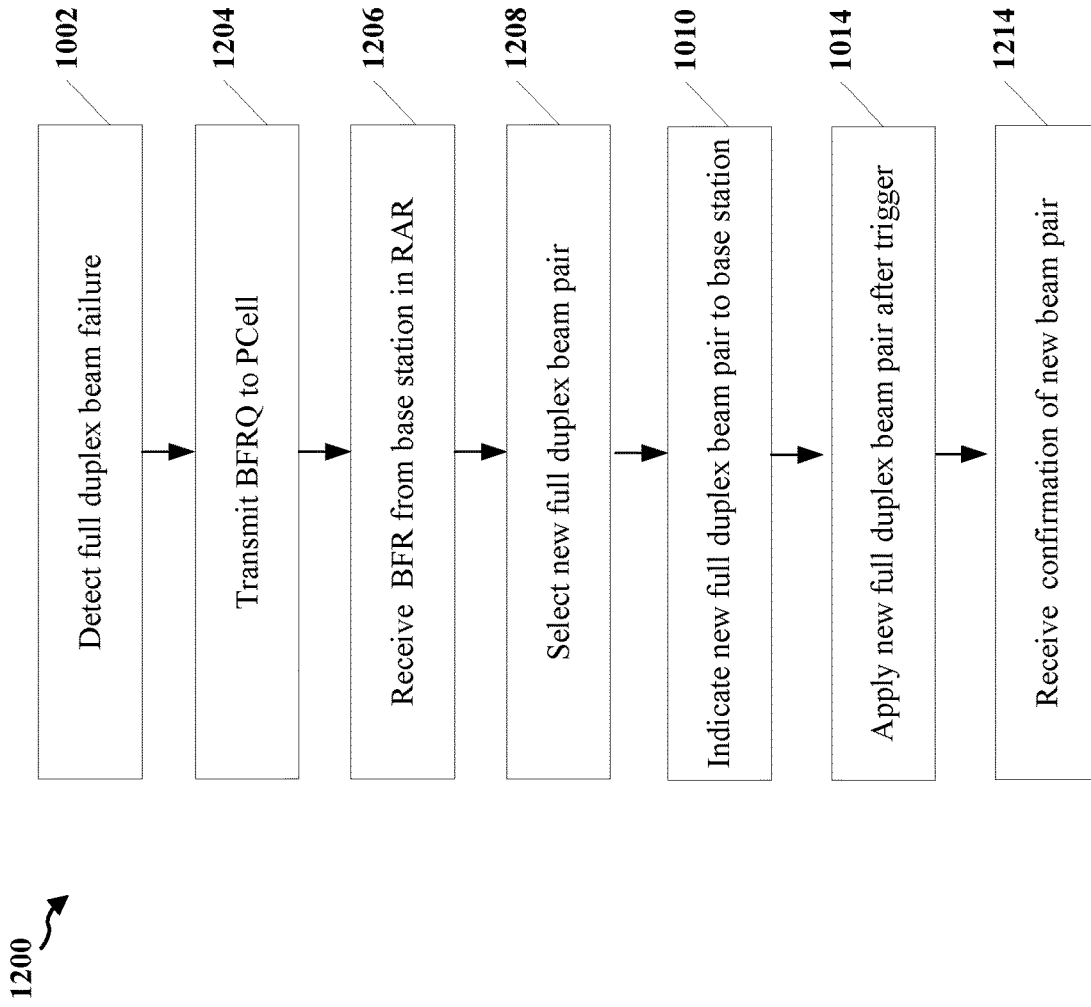 1200
Detect full duplex beam failure
1002
Transmit BFRQ to PCell
1204
Receive BFR from base station in RAR
1206
Select new full duplex beam pair
1208
Indicate new full duplex beam pair to base station
1010
Apply new full duplex beam pair after trigger
1014
Receive confirmation of new beam pair
1214